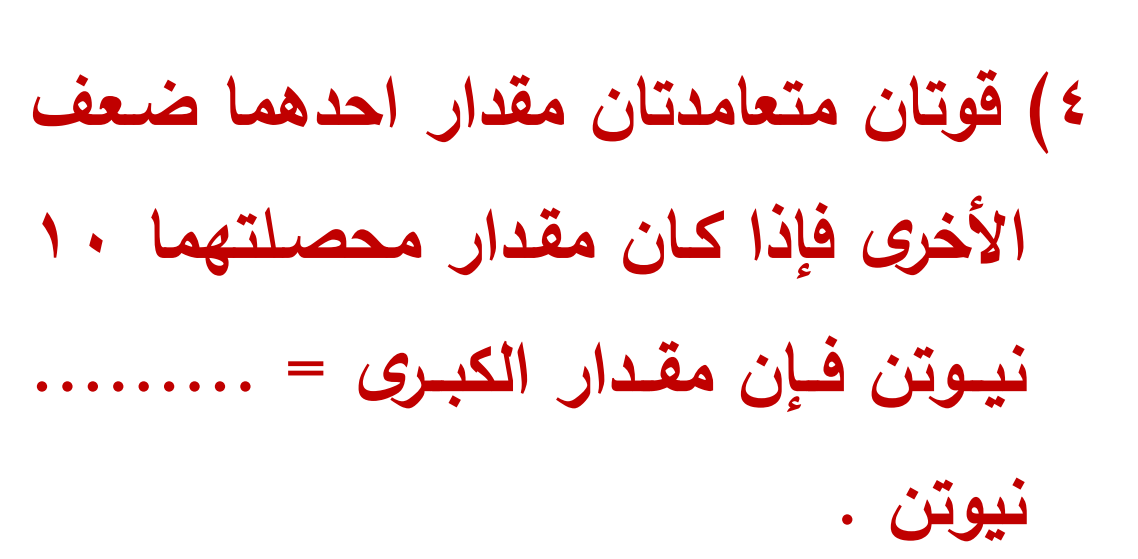 ٤) قوتان متعامدتان مقدار احدهما ضعف
الأخرى فإذا كان مقدار محصلتهما ١٠
نيوتن فإن مقدار الكبرى = .........
نيوتن .